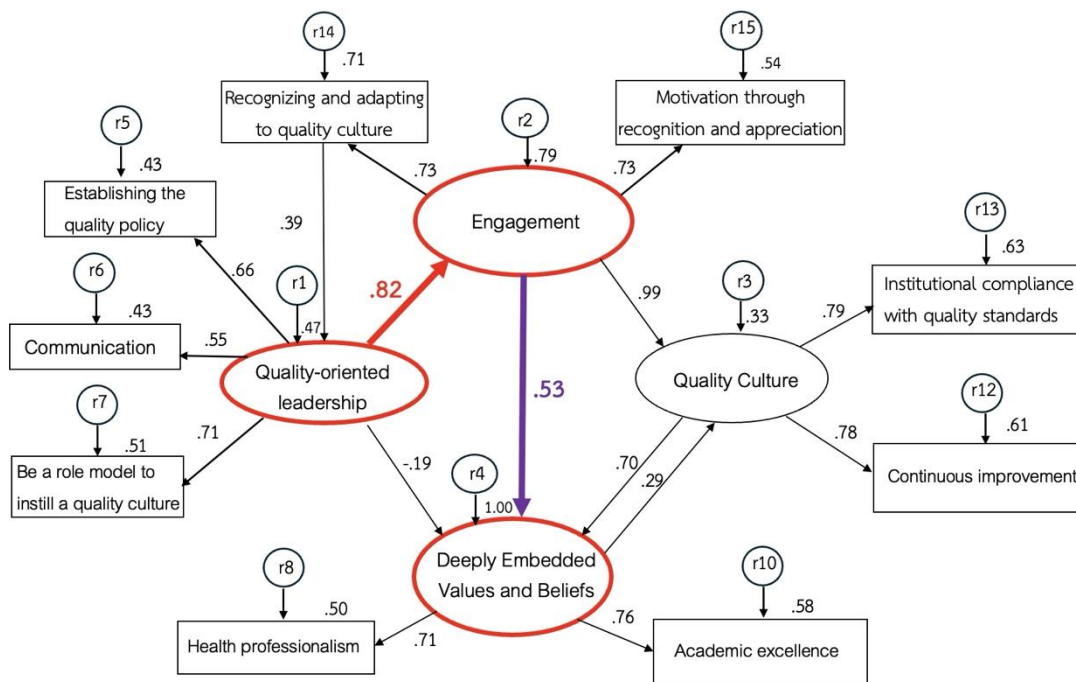 r14
.71
r15
.54
Recognizing and adapting
to quality culture
Motivation through
recognition and appreciation
r5
.43
r2
.79
.73
.73
Establishing the
quality policy
Engagement
r13
.63
.39
.66
r6
.43
r1
.47
.82
.99
r3
.33
.79
Institutional compliance
with quality standards
Communication
.55
Quality-oriented
leadership
.53
Quality Culture
r12
.61
r7
.51
.71
.78
Be a role model to
instill a quality culture
-.19
r4
1.00
.70
.29
Continuous improvement
Deeply Embedded
Values and Beliefs
r8
.50
r10
.58
.71
.76
Health professionalism
Academic excellence